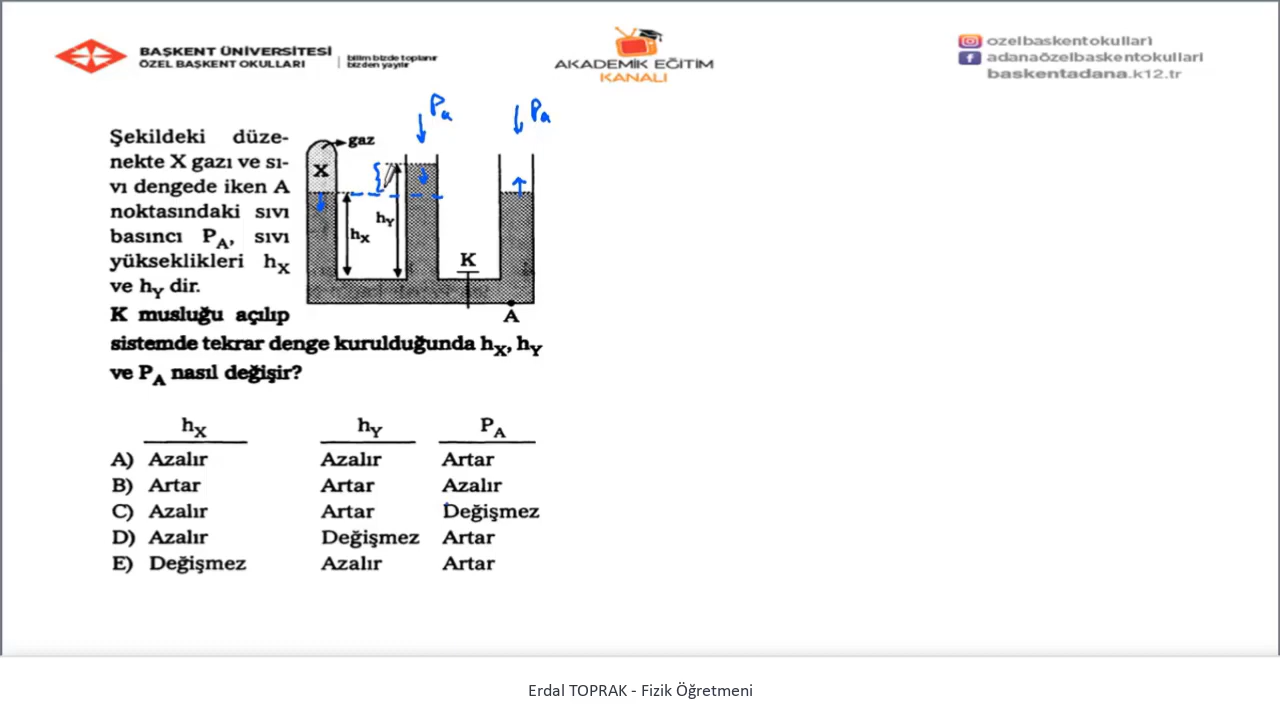 BAŞKENT ÜNİVERSİTESİ
ÖZEL BAŞKENT OKULLARI
bilim bizde toplanır
bizden yayılır
AKADEMİK EĞİTİM
KANALI
ozelbaskentokullari
adanaözelbaskentokullari
baskentadana.k12.tr
Şekildeki düze-
nekte X gazı ve sı-
vı dengede iken A
noktasındaki sıvı
basıncı PA, sıvı
yükseklikleri hX
ve hY dir.
K musluğu açılıp
sistemde tekrar denge kurulduğunda hX, hY
ve PA nasıl değişir?
Pa
Pa
gaz
X
hX
hY
K
A
hX hY PA
A) Azalır Azalır Artar
B) Artar Artar Azalır
C) Azalır Artar Değişmez
D) Azalır Değişmez Artar
E) Değişmez Azalır Artar
Erdal TOPRAK - Fizik Öğretmeni